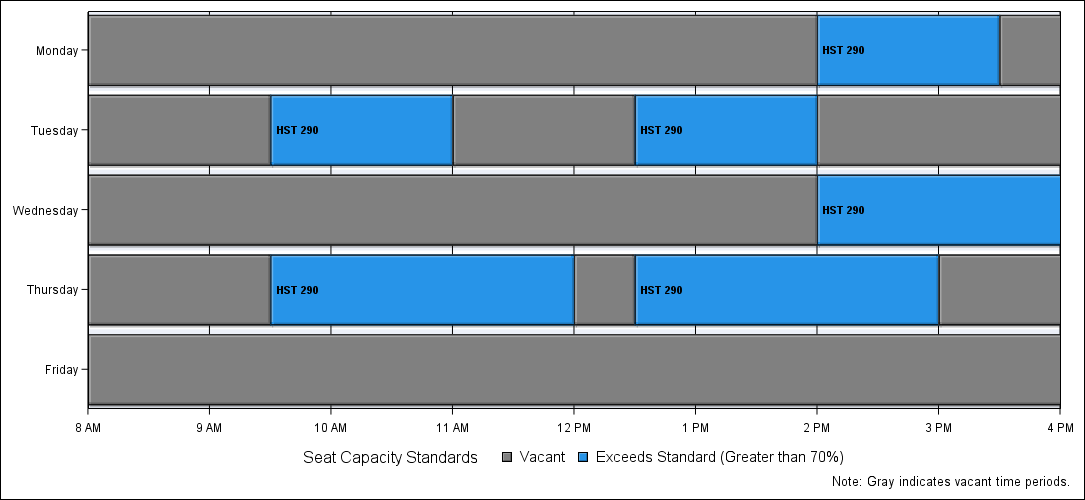 Monday
HST 290
Tuesday
HST 290 HST 290
Wednesday
HST 290
Thursday
HST 290 HST 290
Friday
8 AM 9 AM 10 AM 11 AM 12 PM 1 PM 2 PM 3 PM 4 PM
Seat Capacity Standards Vacant Exceeds Standard (Greater than 70%)
Note: Gray indicates vacant time periods.